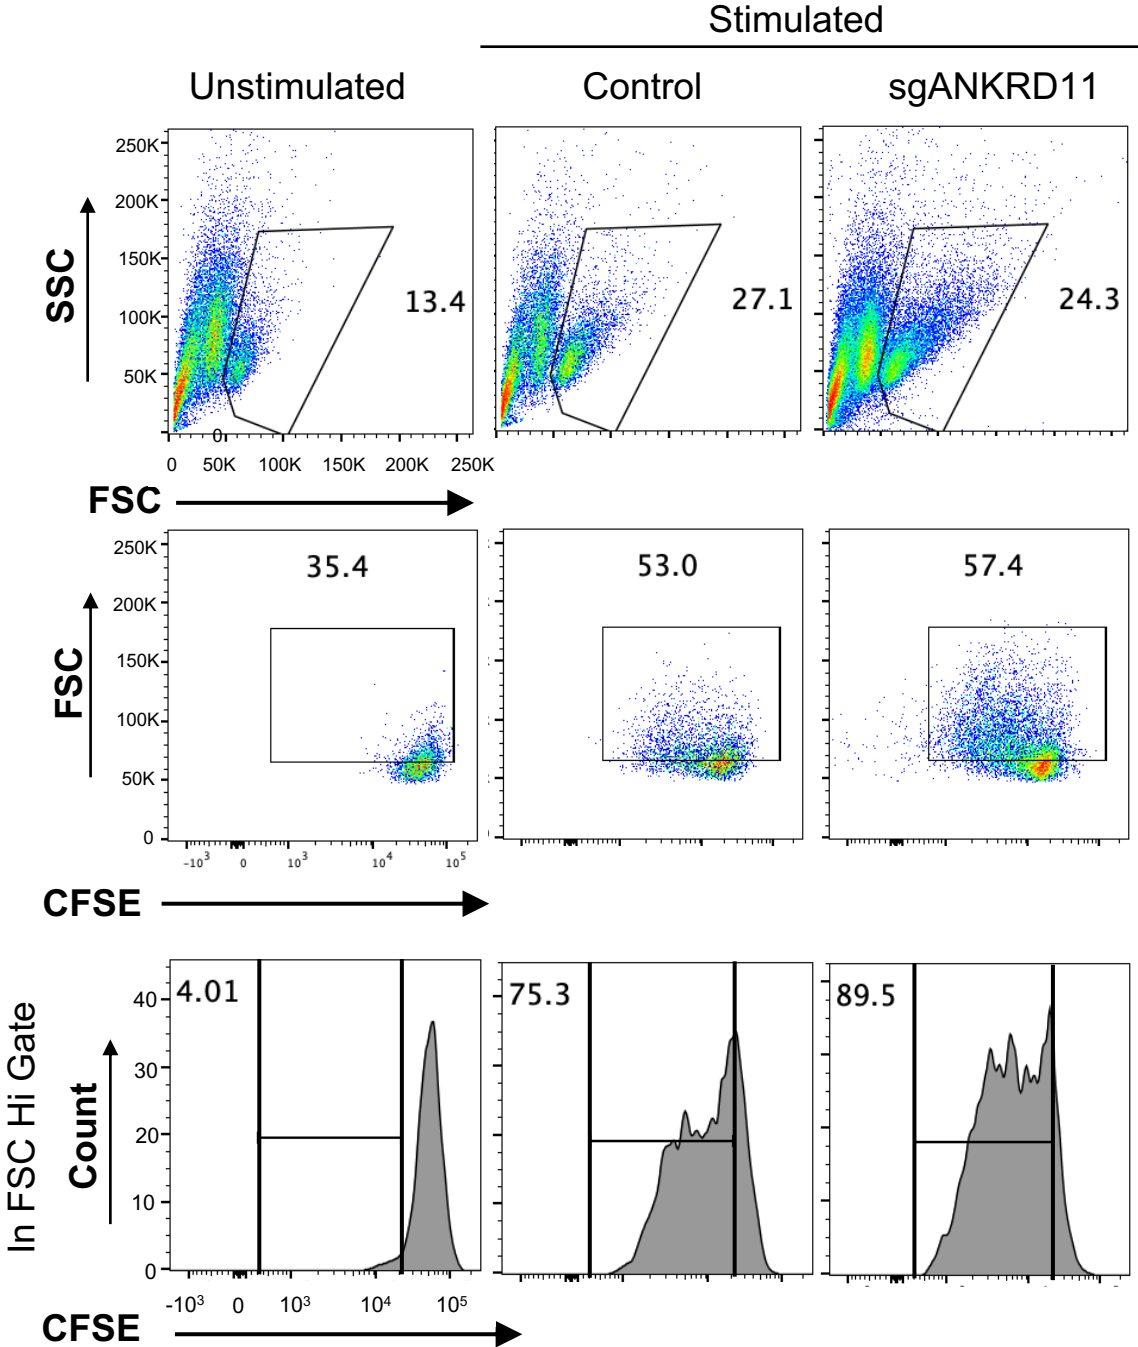 Stimulated
Unstimulated Control sgANKRD11
250K
200K
150K
100K
50K
0
SSC
13.4 27.1 24.3
0 50K 100K 150K 200K 250K
FSC
250K
200K
150K
100K
50K
0
FSC
35.4 53.0 57.4
-10³ 0 10³ 10⁴ 10⁵
CFSE
In FSC Hi Gate
Count
40
30
20
10
0
4.01 75.3 89.5
-10³ 0 10³ 10⁴ 10⁵
CFSE